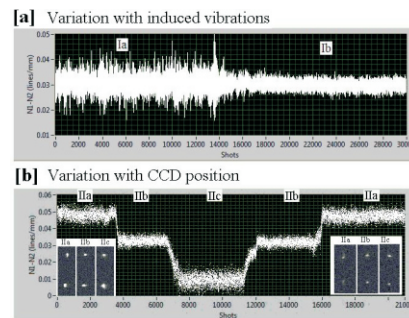 [a] Variation with induced vibrations
Ia
Ib
N1-N2 (lines/mm)
0.05
0.04
0.03
0.02
0.01
0 2000 4000 6000 8000 10000 12000 14000 16000 18000 20000 22000 24000 26000 28000 3000
Shots
[b] Variation with CCD position
IIa
IIb
IIc
IIb
IIa
N1-N2 (lines/mm)
0.06
0.05
0.04
0.03
0.02
0.01
0
IIa IIb IIc
IIa IIb IIc
0 2000 4000 6000 8000 10000 12000 14000 16000 18000 2100
Shots